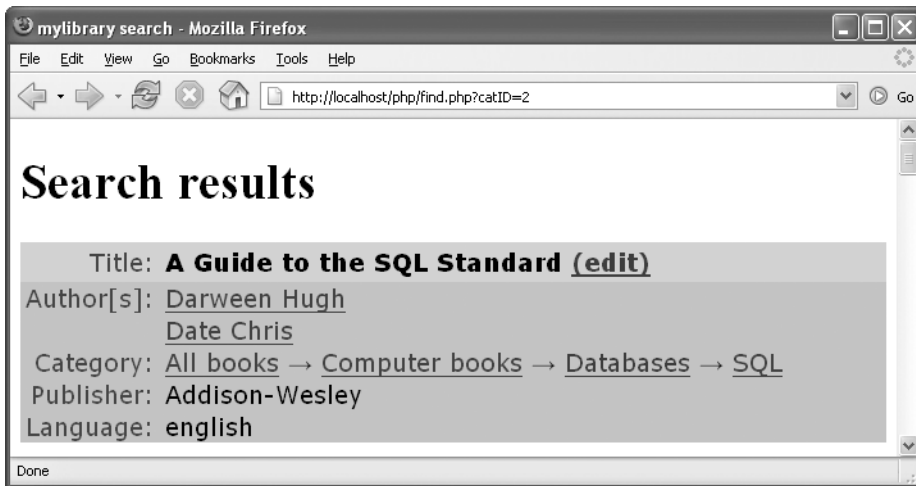 mylibrary search - Mozilla Firefox
File Edit View Go Bookmarks Tools Help
http://localhost/php/find.php?catID=2 Go
Search results
Title: A Guide to the SQL Standard (edit)
Author[s]: Darween Hugh
Date Chris
Category: All books → Computer books → Databases → SQL
Publisher: Addison-Wesley
Language: english
Done